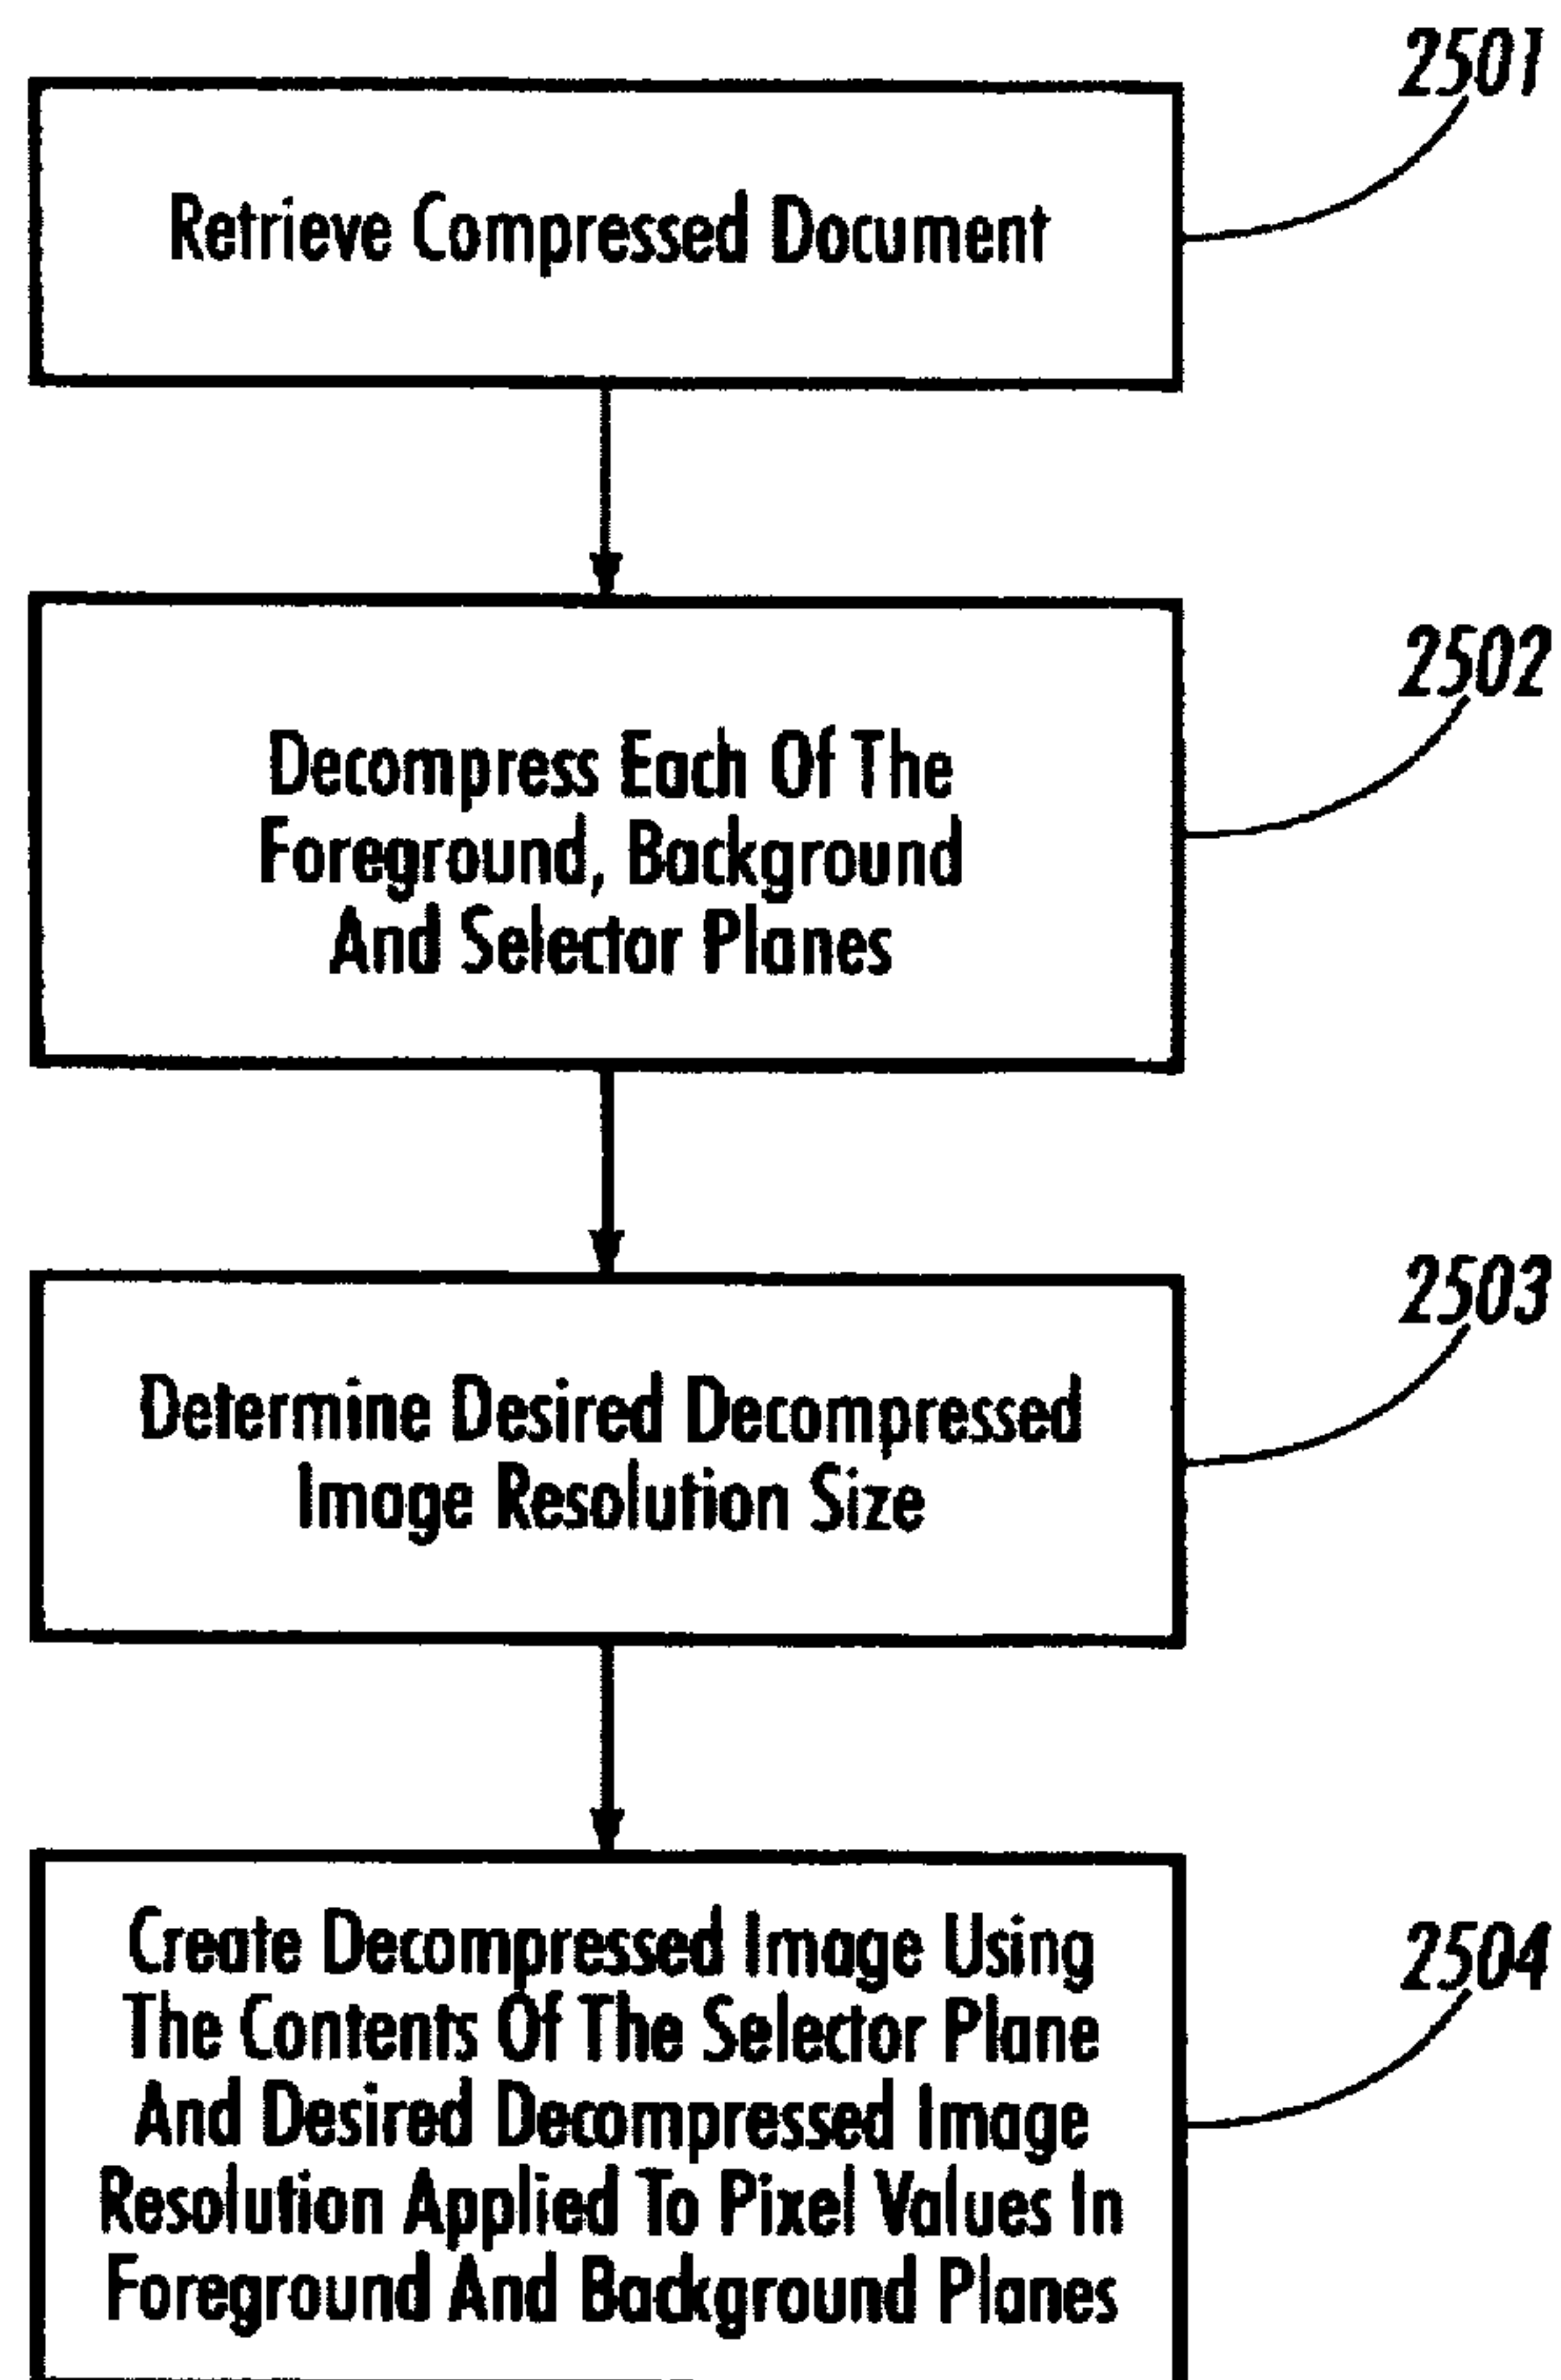 2501
Retrieve Compressed Document
2502
Decompress Each Of The
Foreground, Background
And Selector Planes
2503
Determine Desired Decompressed
Image Resolution Size
2504
Create Decompressed Image Using
The Contents Of The Selector Plane
And Desired Decompressed Image
Resolution Applied To Pixel Values In
Foreground And Background Planes